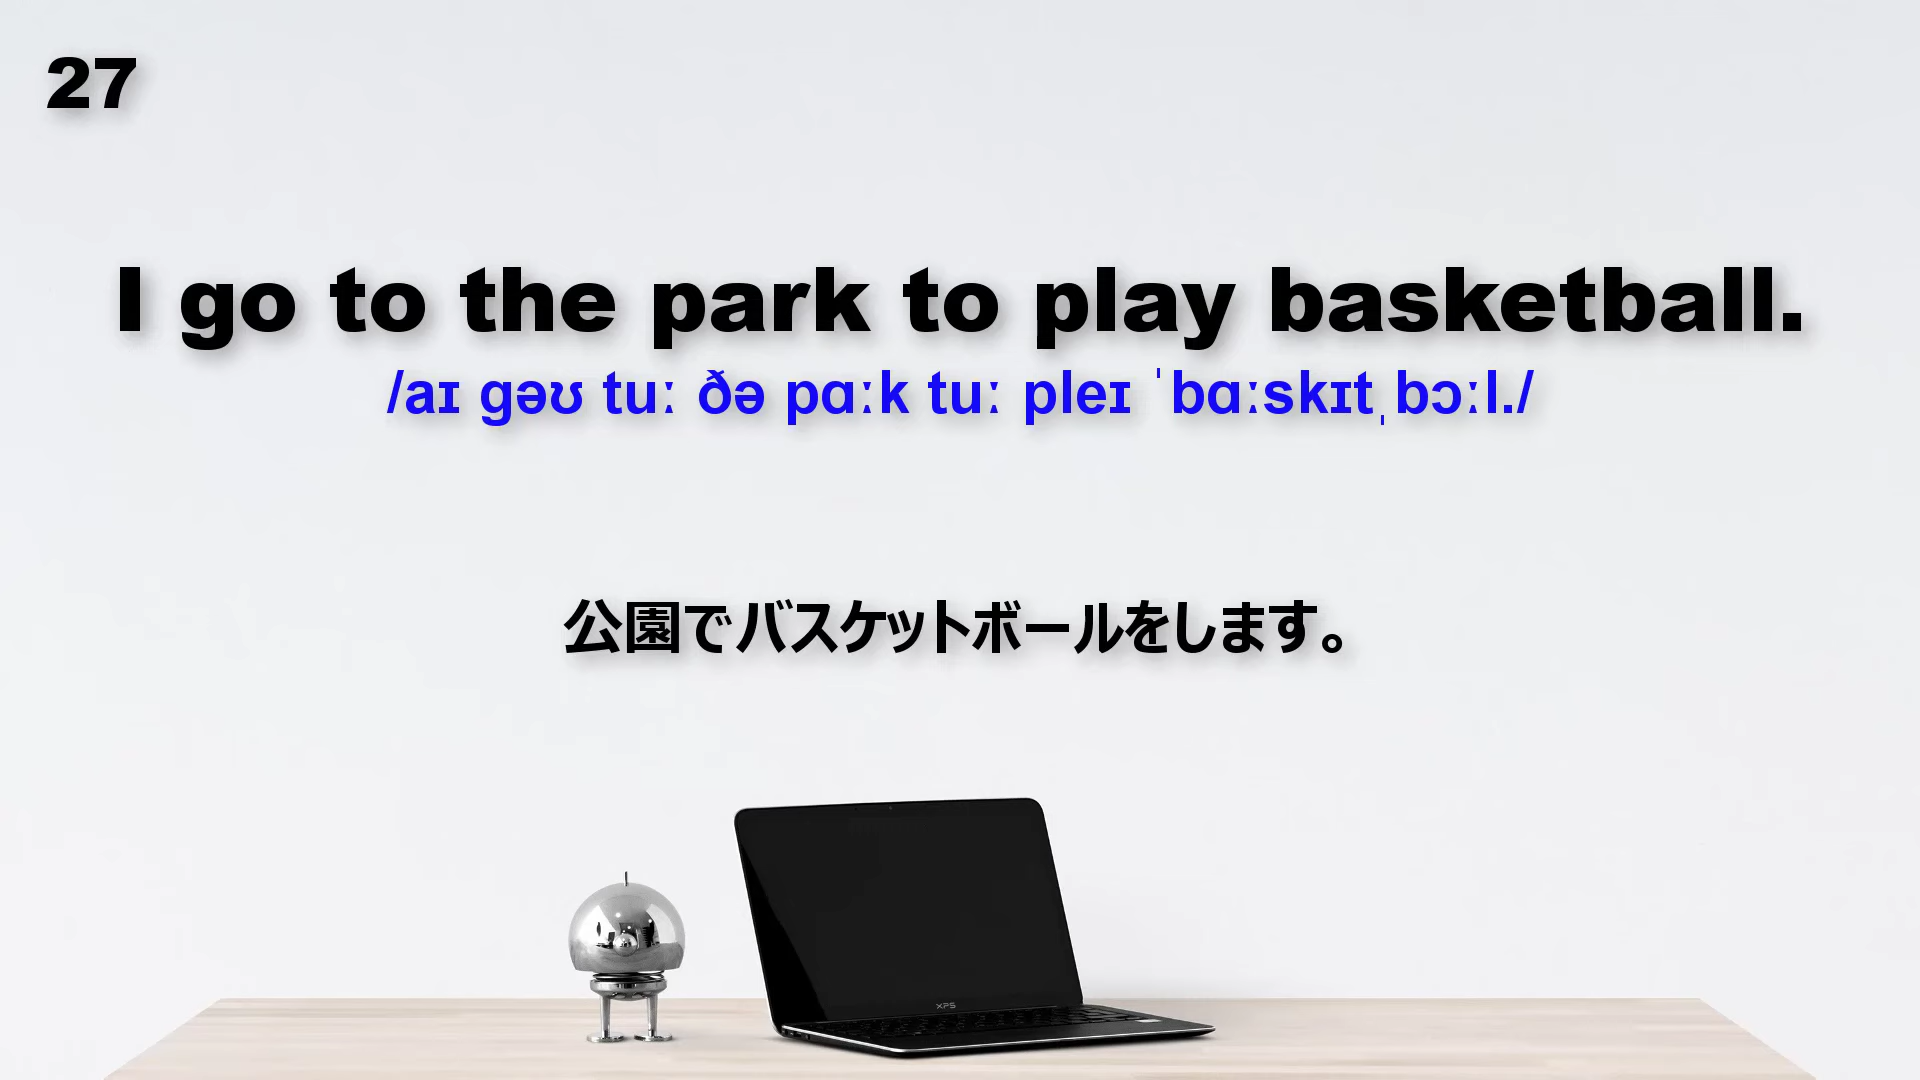 27
I go to the park to play basketball.
/aɪ gəʊ tuː ðə pɑːk tuː pleɪ ˈbɑːskɪtˌbɔːl./
公園でバスケットボールをします。
XPS